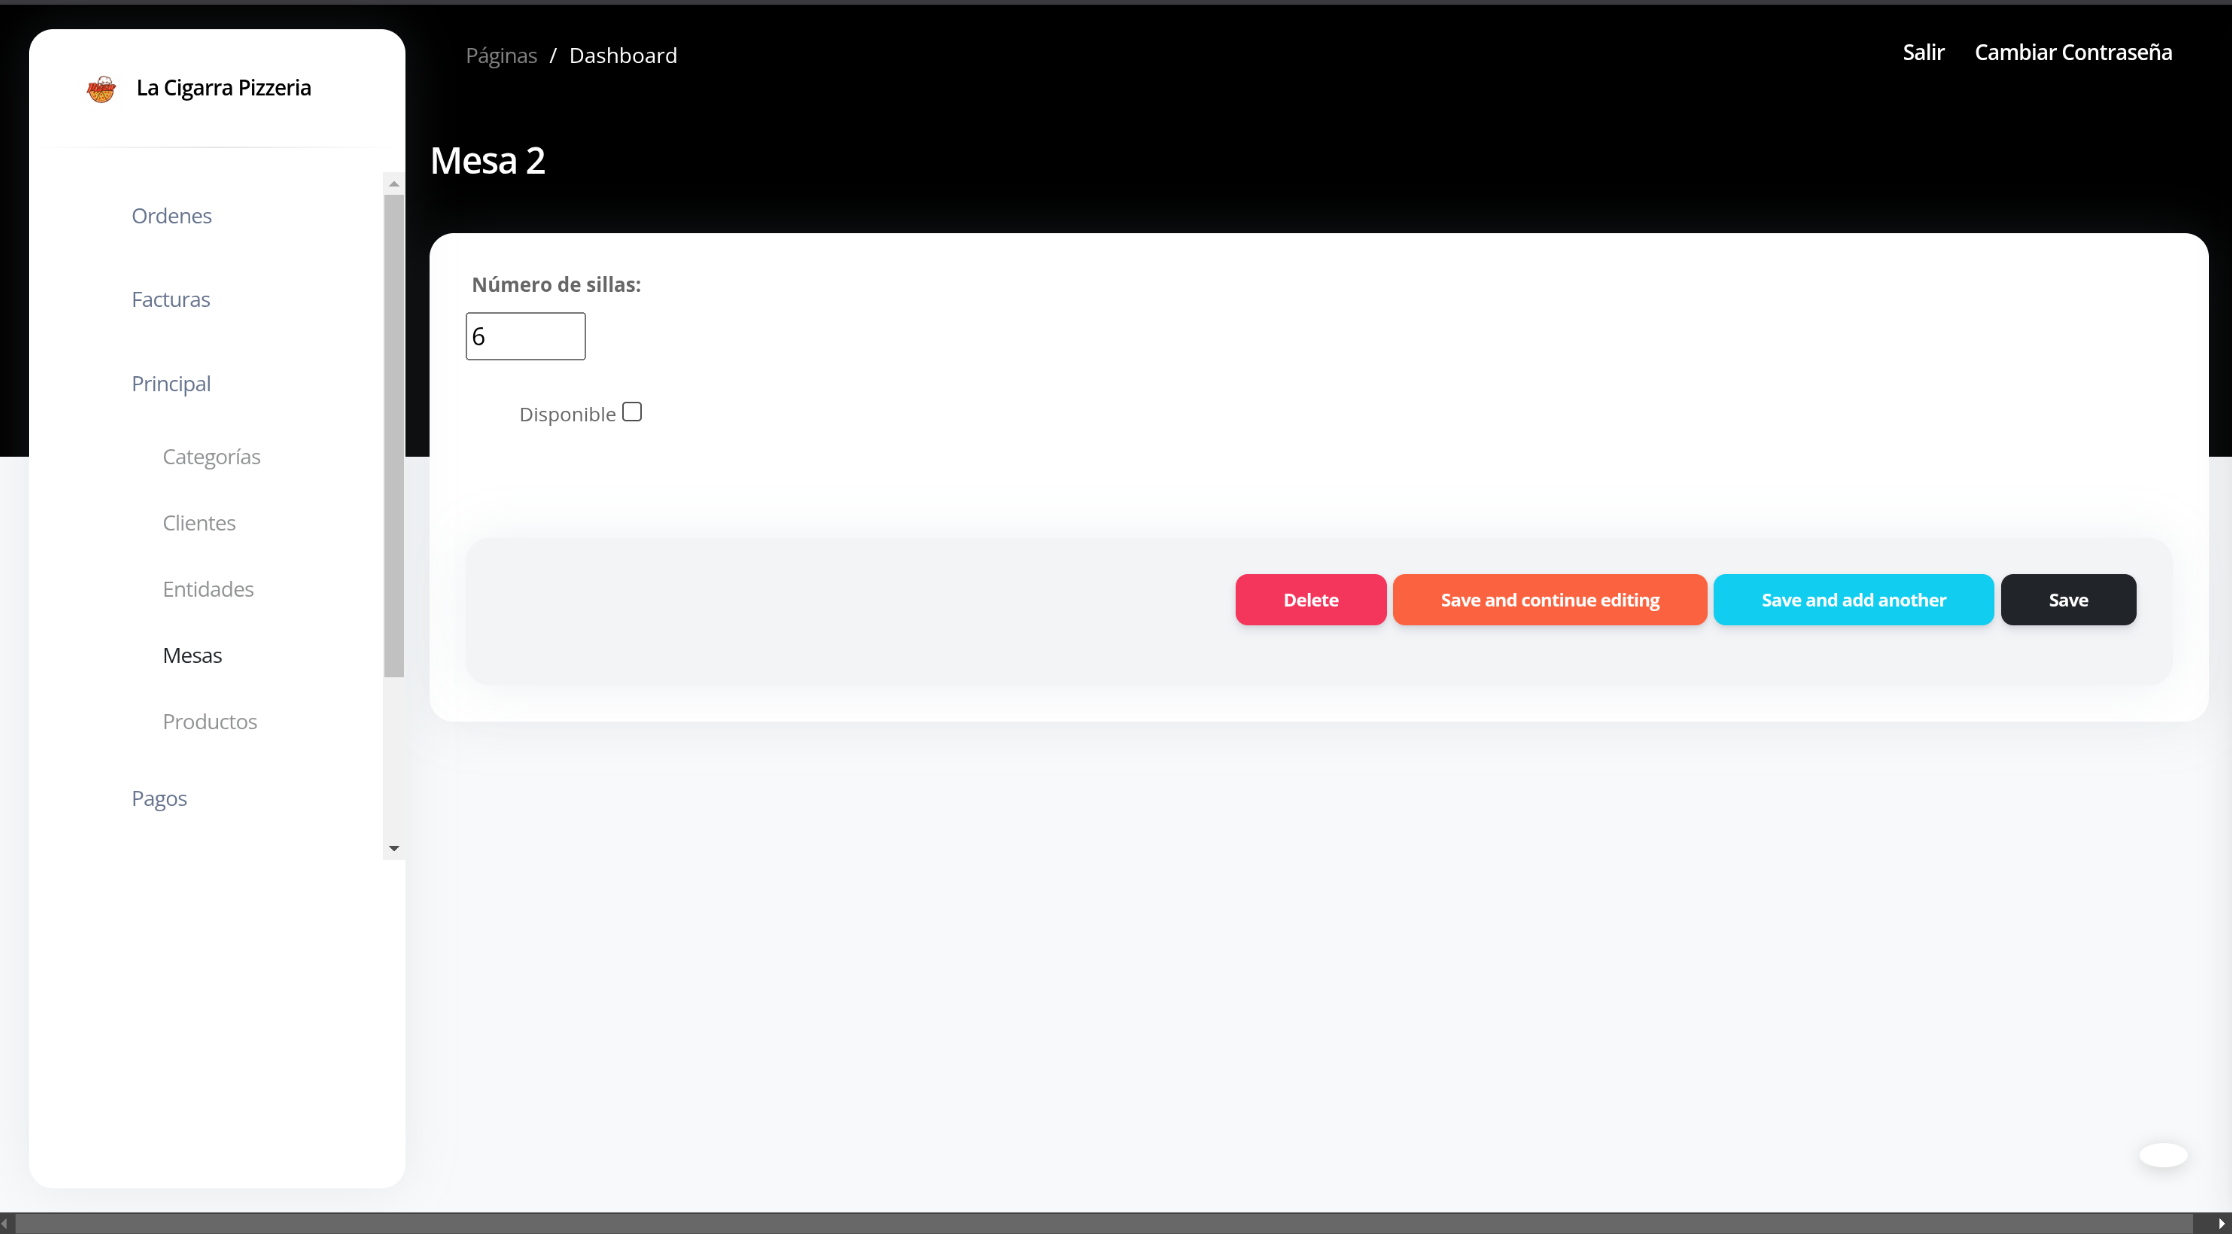 La Cigarra Pizzeria
Ordenes
Facturas
Principal
Categorías
Clientes
Entidades
Mesas
Productos
Pagos
Páginas / Dashboard
Salir Cambiar Contraseña
Mesa 2
Número de sillas:
6
Disponible
Delete Save and continue editing Save and add another Save